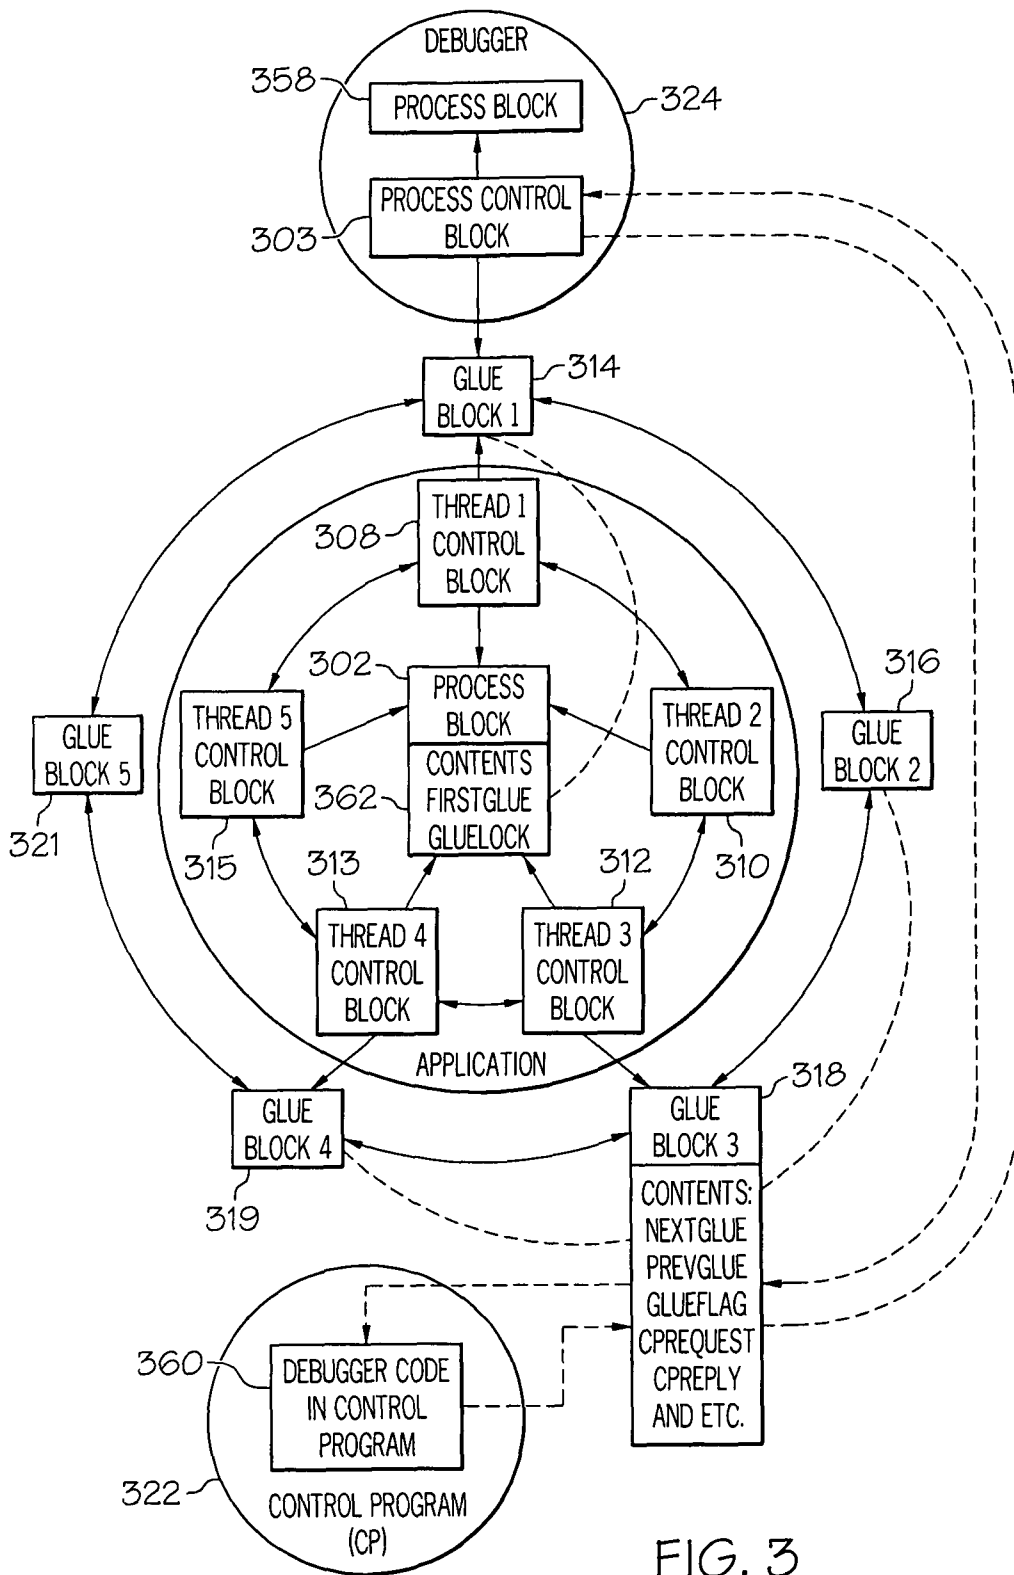 DEBUGGER
358
PROCESS BLOCK
324
PROCESS CONTROL
BLOCK
303
GLUE
BLOCK 1
314
THREAD 1
CONTROL
BLOCK
308
302
PROCESS
BLOCK
316
THREAD 5
CONTROL
BLOCK
THREAD 2
CONTROL
BLOCK
GLUE
BLOCK 5
GLUE
BLOCK 2
CONTENTS
FIRSTGLUE
GLUELOCK
362
321
315
313
312
310
THREAD 4
CONTROL
BLOCK
THREAD 3
CONTROL
BLOCK
APPLICATION
318
GLUE
BLOCK 4
GLUE
BLOCK 3
319
CONTENTS:
NEXTGLUE
PREVGLUE
GLUEFLAG
CPREQUEST
CPREPLY
AND ETC.
360
DEBUGGER CODE
IN CONTROL
PROGRAM
322
CONTROL PROGRAM
(CP)
FIG. 3